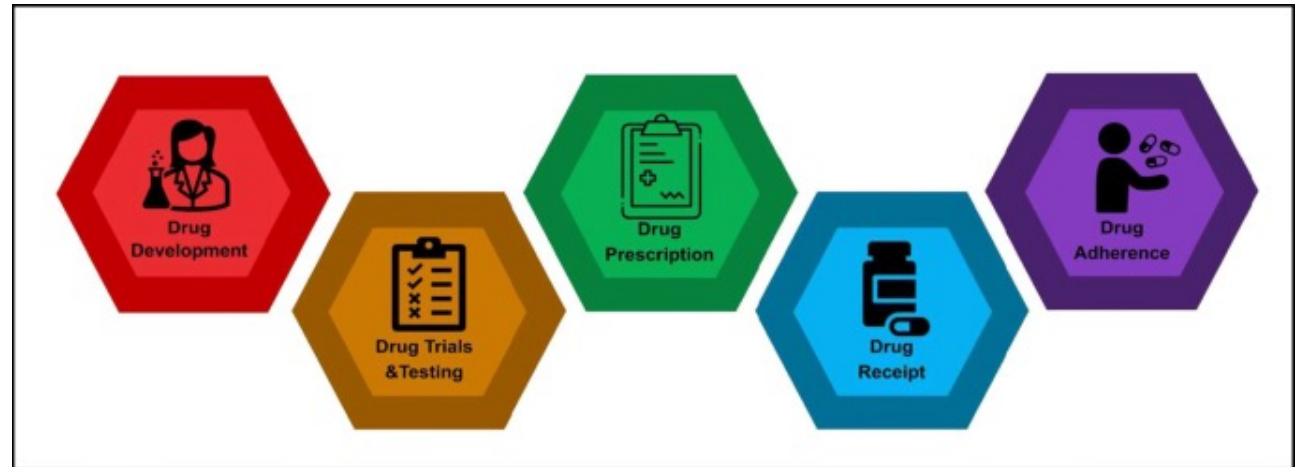 Drug
Development
Drug Trials
&Testing
Drug
Prescription
Drug
Receipt
Drug
Adherence